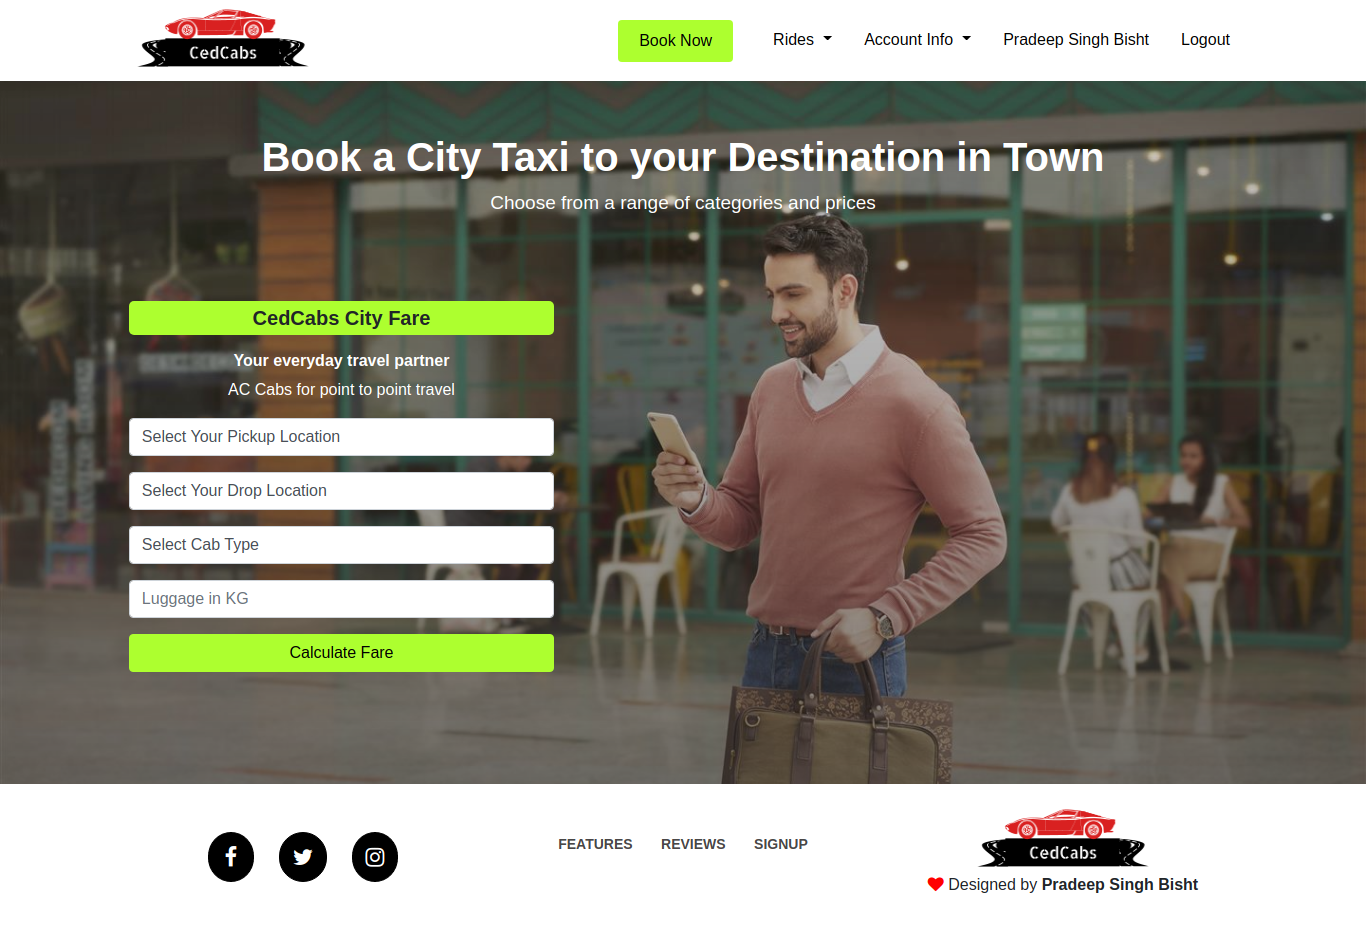 CedCabs
Book Now
Rides
Account Info
Pradeep Singh Bisht
Logout
Book a City Taxi to your Destination in Town
Choose from a range of categories and prices
CedCabs City Fare
Your everyday travel partner
AC Cabs for point to point travel
Select Your Pickup Location
Select Your Drop Location
Select Cab Type
Luggage in KG
Calculate Fare
FEATURES
REVIEWS
SIGNUP
CedCabs
Designed by Pradeep Singh Bisht